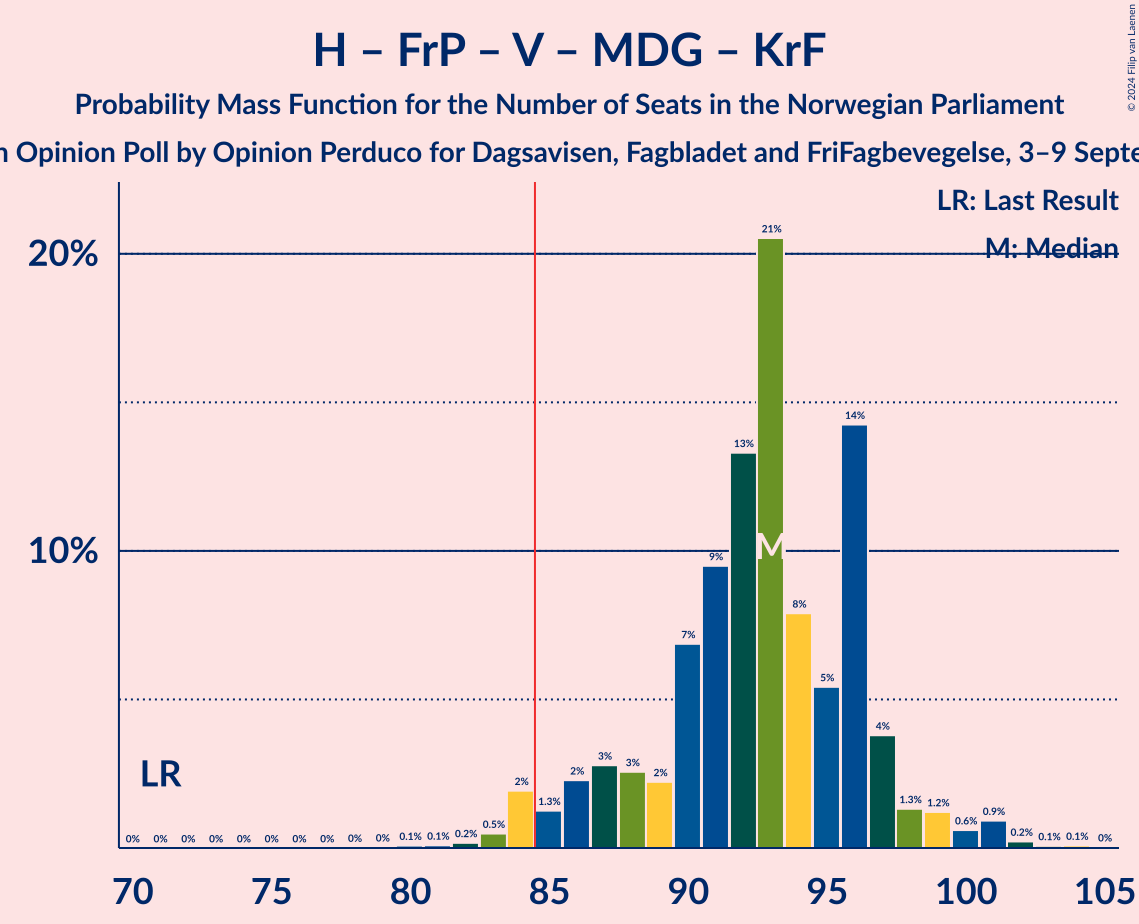 H – FrP – V – MDG – KrF
Probability Mass Function for the Number of Seats in the Norwegian Parliament
n Opinion Poll by Opinion Perduco for Dagsavisen, Fagbladet and FriFagbevegelse, 3–9 Septe
© 2024 Filip van Laenen
LR: Last Result
M: Median
20%
10%
21%
14%
13%
9%
M
8%
7%
5%
4%
LR
0% 0% 0% 0% 0% 0% 0% 0% 0% 0% 0.1% 0.1% 0.2% 0.5% 2% 1.3% 2% 3% 3% 2% 1.3% 1.2% 0.6% 0.9% 0.2% 0.1% 0.1% 0%
70 75 80 85 90 95 100 105